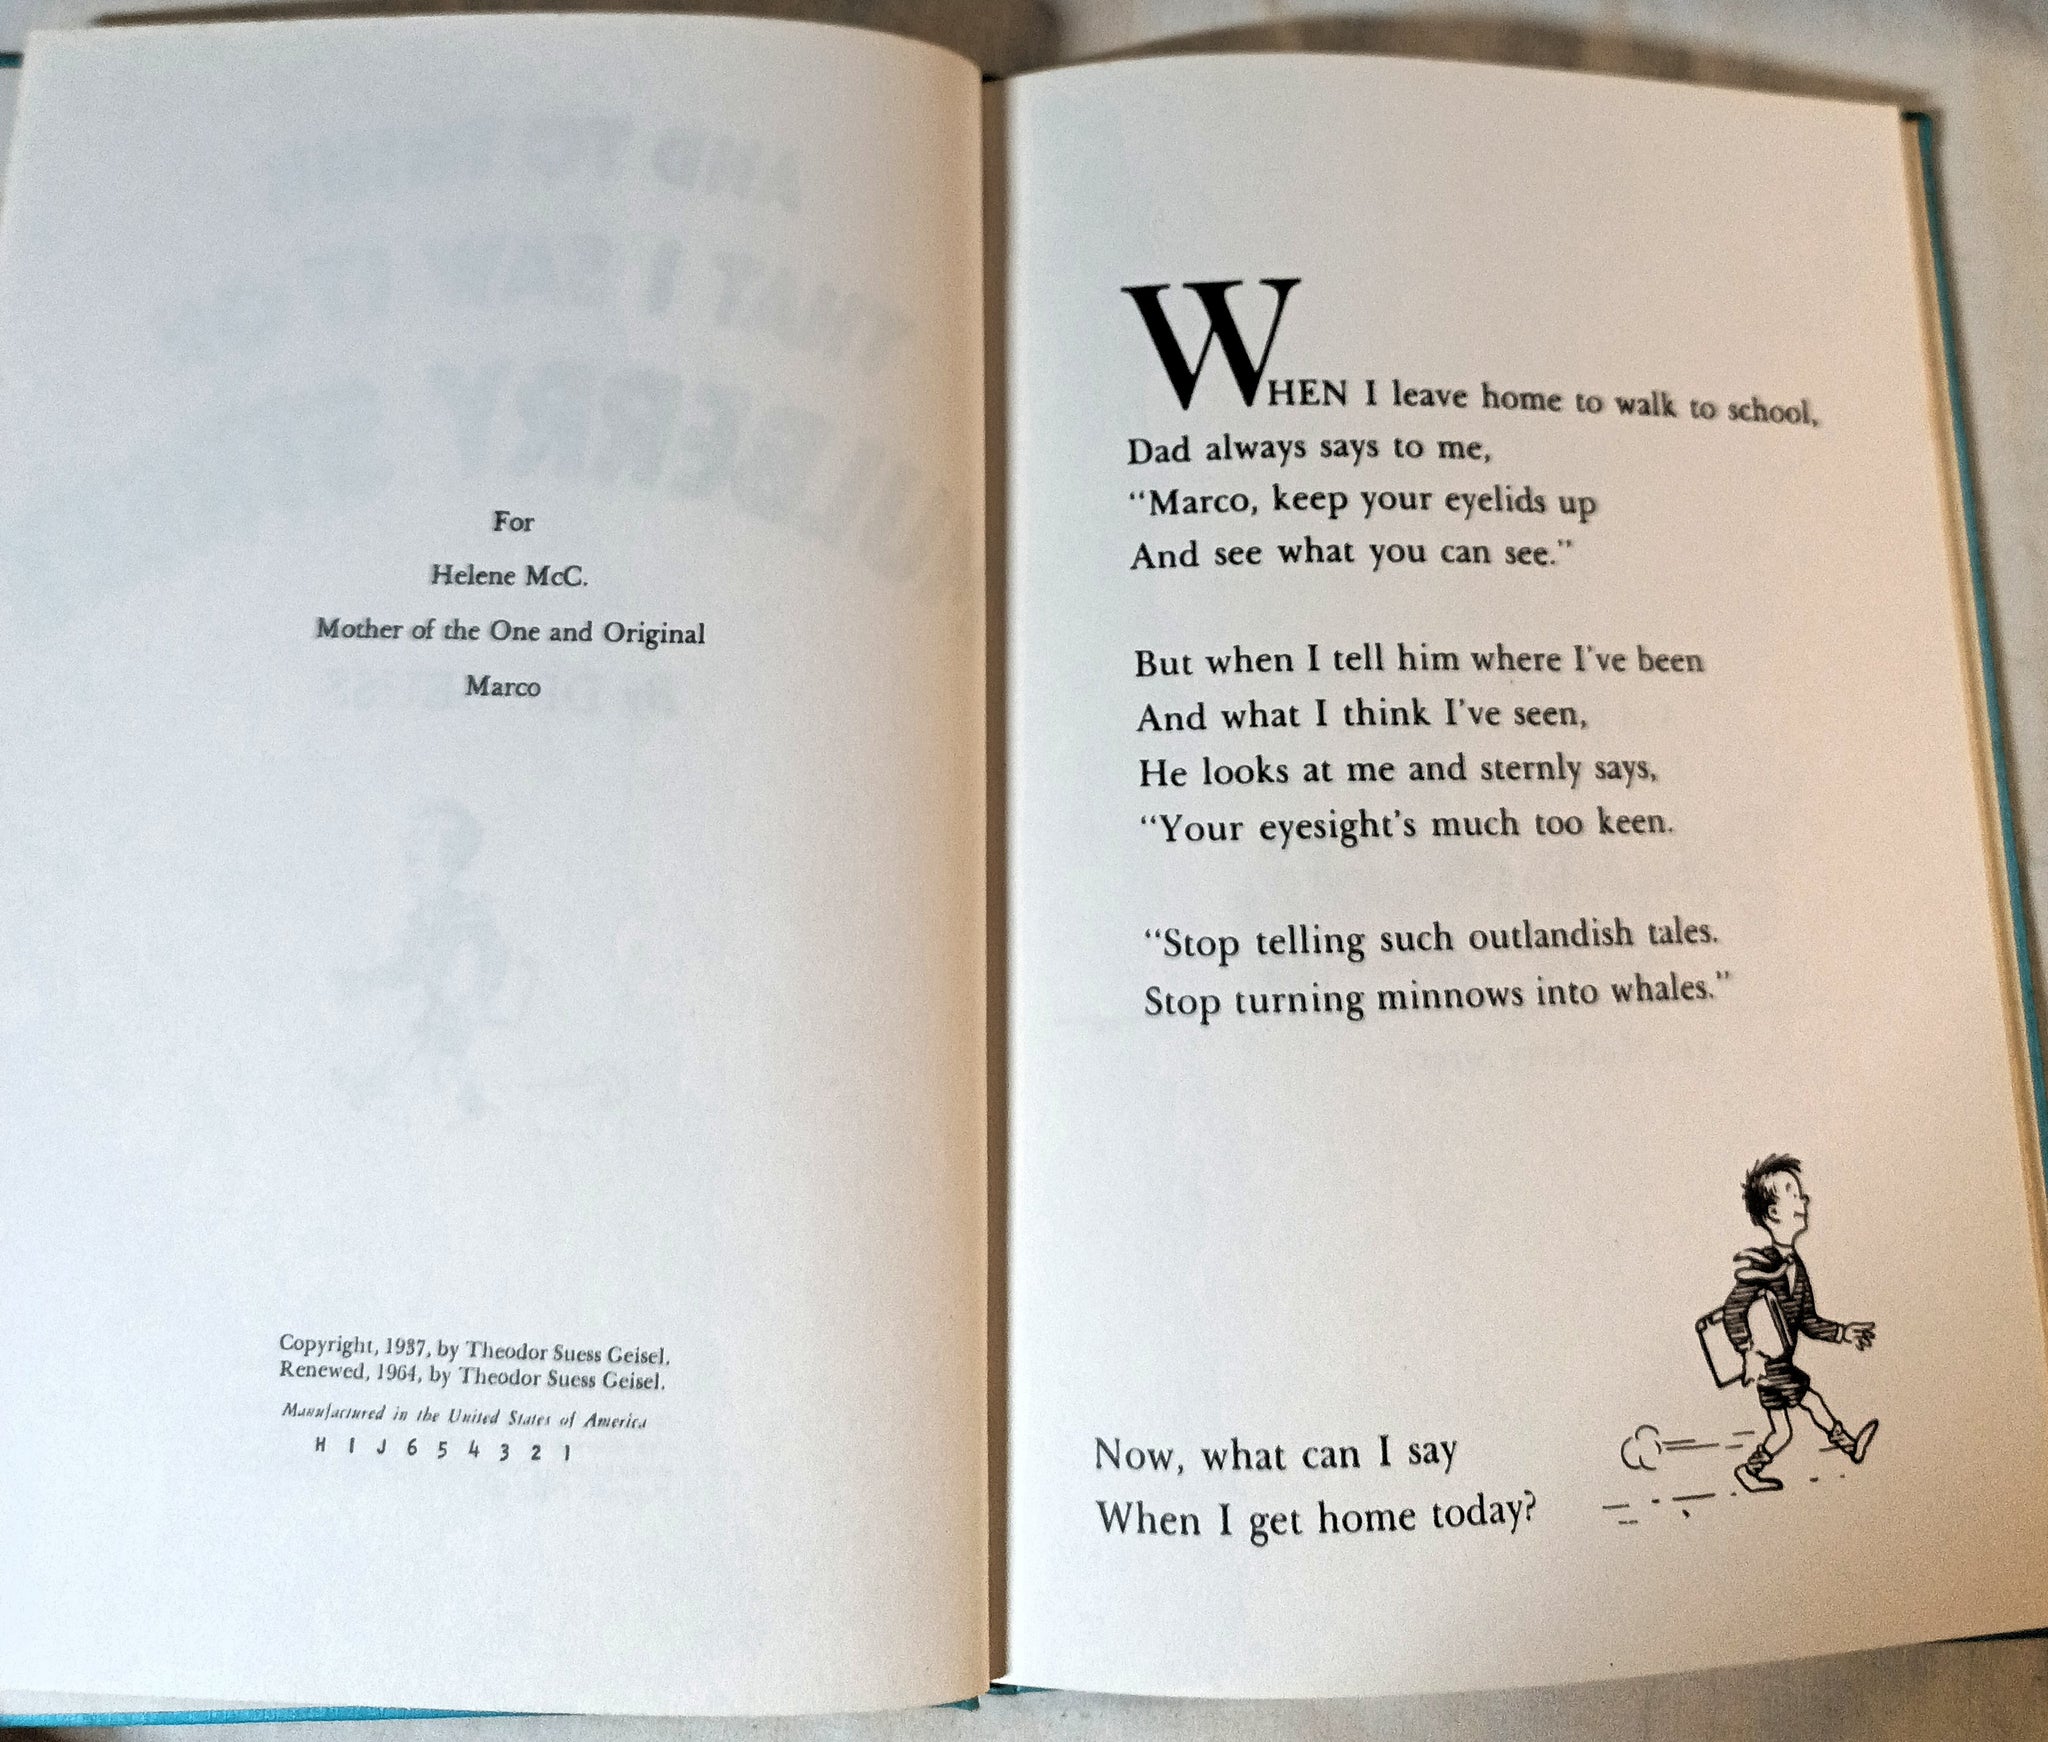 For
Helene McC.
Mother of the One and Original
Marco
Copyright, 1937, by Theodor Suess Geisel.
Renewed, 1964, by Theodor Suess Geisel.
Manufactured in the United States of America
H I J 6 5 4 3 2 1
WHEN I leave home to walk to school,
Dad always says to me,
“Marco, keep your eyelids up
And see what you can see.”
But when I tell him where I've been
And what I think I've seen,
He looks at me and sternly says,
“Your eyesight's much too keen.
“Stop telling such outlandish tales.
Stop turning minnows into whales.”
Now, what can I say
When I get home today?